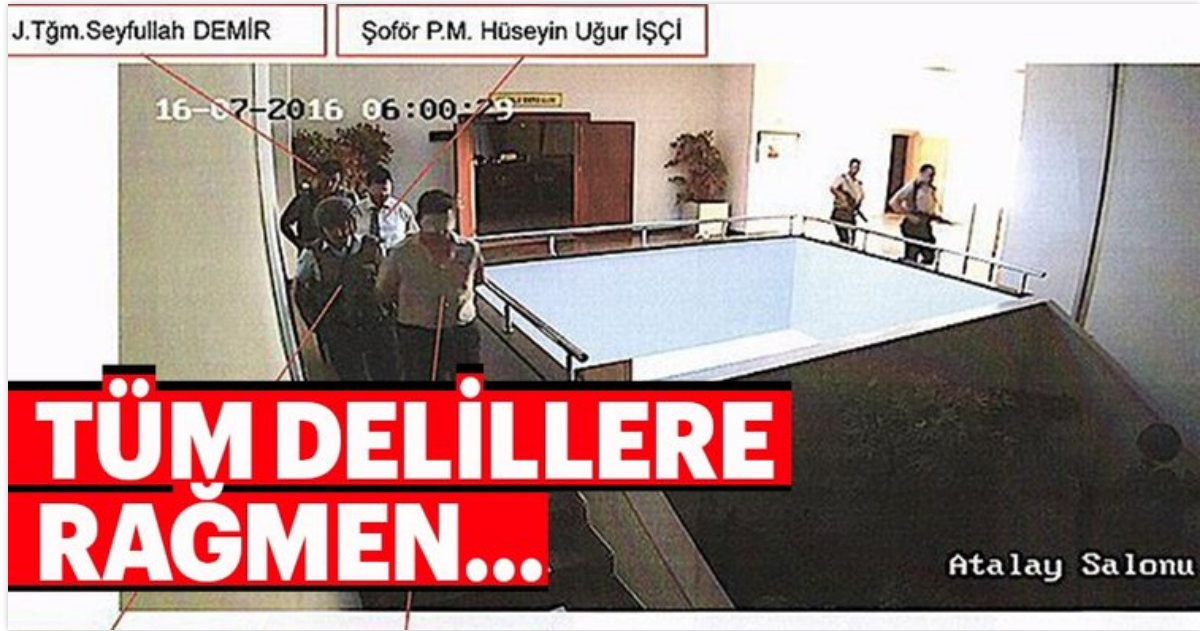 J.Tğm.Seyfullah DEMİR
Şoför P.M. Hüseyin Uğur İŞÇİ
16-07-2016 06:00:29
TÜM DELİLLERE
RAĞMEN...
Atalay Salonu